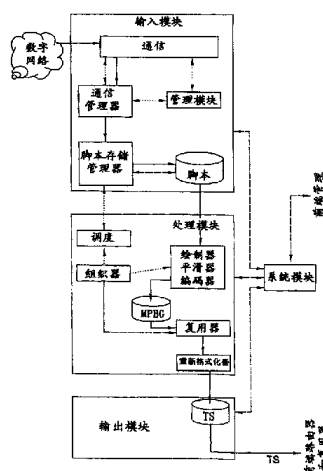 输入模块
数字
网络
通信
通信
管理器
管理模块
脚本存储
管理器
脚本
前端管理
处理模块
调度
绘制器
平滑器
编码器
组织器
系统模块
MPEG
复用器
重新格式化器
TS
输出模块
TS